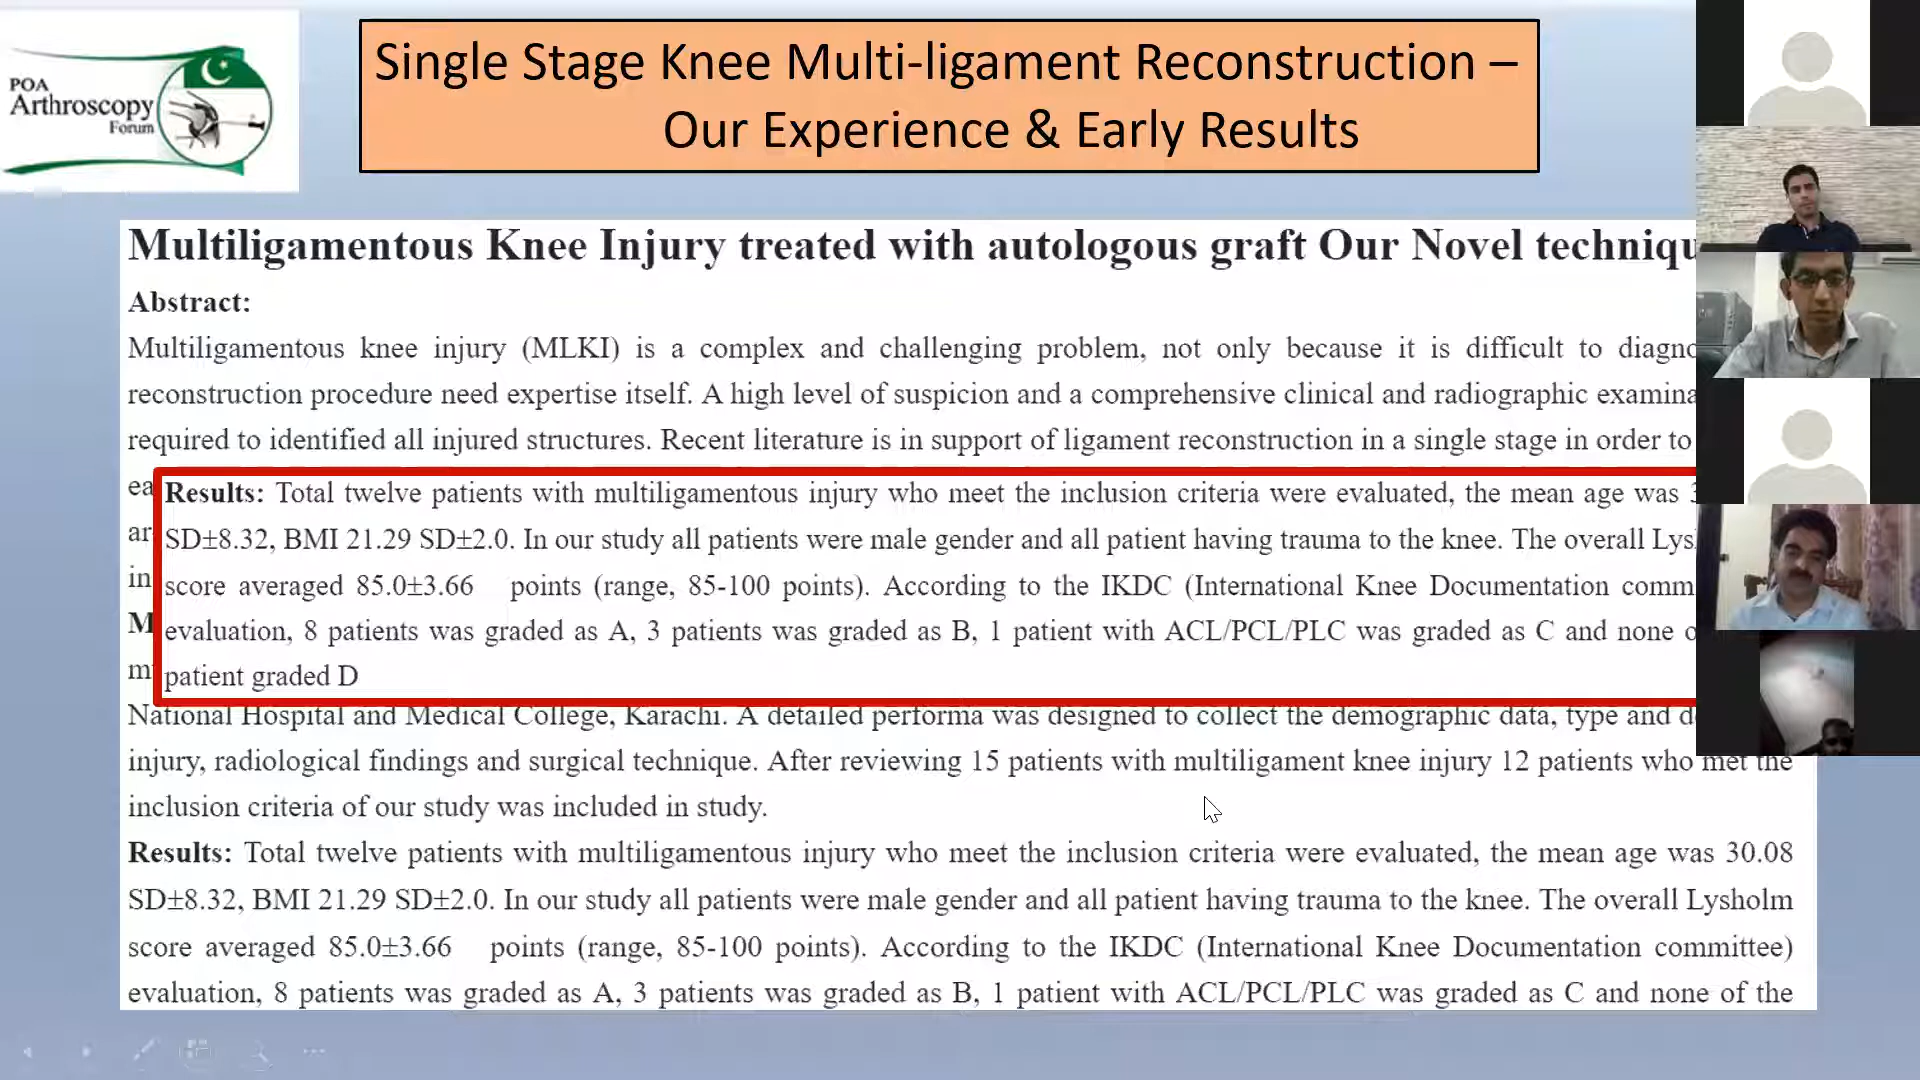 POA
Arthroscopy
Forum
Single Stage Knee Multi-ligament Reconstruction –
Our Experience & Early Results
Multiligamentous Knee Injury treated with autologous graft Our Novel techniqu
Abstract:
Multiligamentous knee injury (MLKI) is a complex and challenging problem, not only because it is difficult to diagno
reconstruction procedure need expertise itself. A high level of suspicion and a comprehensive clinical and radiographic examina
required to identified all injured structures. Recent literature is in support of ligament reconstruction in a single stage in order to
ea
ar
in
M
m
Results: Total twelve patients with multiligamentous injury who meet the inclusion criteria were evaluated, the mean age was 3
SD±8.32, BMI 21.29 SD±2.0. In our study all patients were male gender and all patient having trauma to the knee. The overall Lys
score averaged 85.0±3.66 points (range, 85-100 points). According to the IKDC (International Knee Documentation comm
evaluation, 8 patients was graded as A, 3 patients was graded as B, 1 patient with ACL/PCL/PLC was graded as C and none o
patient graded D
National Hospital and Medical College, Karachi. A detailed performa was designed to collect the demographic data, type and d
injury, radiological findings and surgical technique. After reviewing 15 patients with multiligament knee injury 12 patients who met the
inclusion criteria of our study was included in study.
Results: Total twelve patients with multiligamentous injury who meet the inclusion criteria were evaluated, the mean age was 30.08
SD±8.32, BMI 21.29 SD±2.0. In our study all patients were male gender and all patient having trauma to the knee. The overall Lysholm
score averaged 85.0±3.66 points (range, 85-100 points). According to the IKDC (International Knee Documentation committee)
evaluation, 8 patients was graded as A, 3 patients was graded as B, 1 patient with ACL/PCL/PLC was graded as C and none of the